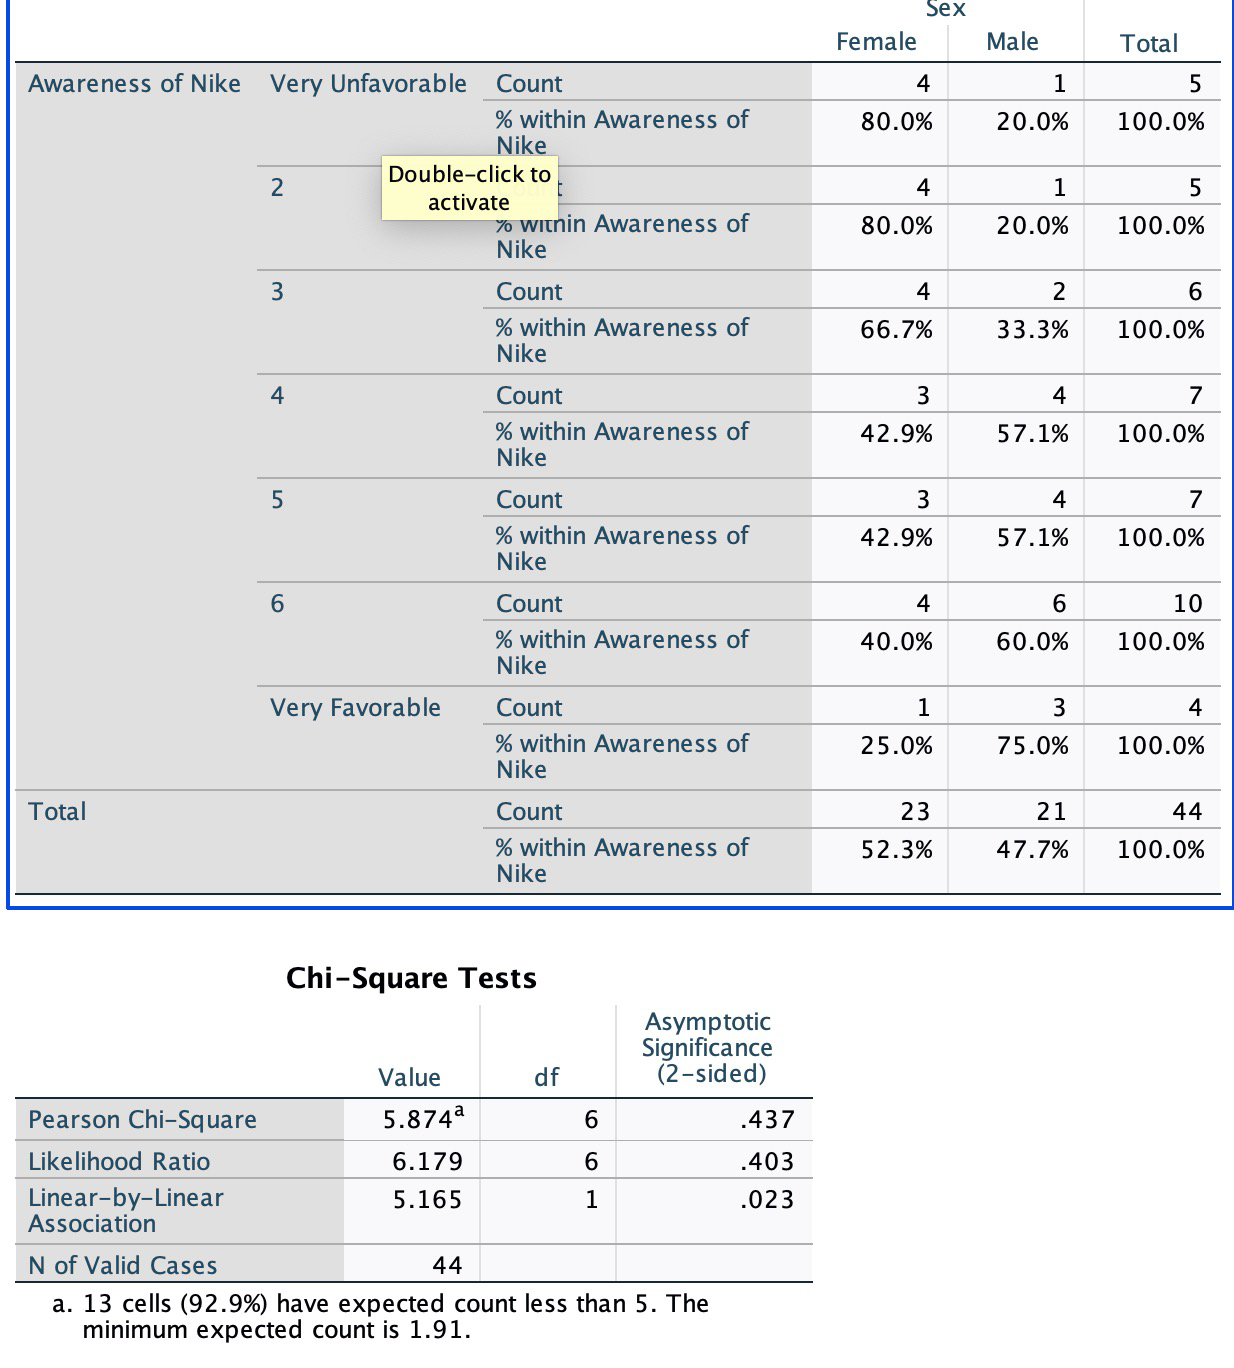 Sex
Female Male Total
Awareness of Nike Very Unfavorable Count 4 1 5
% within Awareness of Nike 80.0% 20.0% 100.0%
Double-click to activate
2 4 1 5
% within Awareness of Nike 80.0% 20.0% 100.0%
3 Count 4 2 6
% within Awareness of Nike 66.7% 33.3% 100.0%
4 Count 3 4 7
% within Awareness of Nike 42.9% 57.1% 100.0%
5 Count 3 4 7
% within Awareness of Nike 42.9% 57.1% 100.0%
6 Count 4 6 10
% within Awareness of Nike 40.0% 60.0% 100.0%
Very Favorable Count 1 3 4
% within Awareness of Nike 25.0% 75.0% 100.0%
Total Count 23 21 44
% within Awareness of Nike 52.3% 47.7% 100.0%
Chi-Square Tests
Value df Asymptotic Significance (2-sided)
Pearson Chi-Square 5.874a 6 .437
Likelihood Ratio 6.179 6 .403
Linear-by-Linear Association 5.165 1 .023
N of Valid Cases 44
a. 13 cells (92.9%) have expected count less than 5. The
minimum expected count is 1.91.